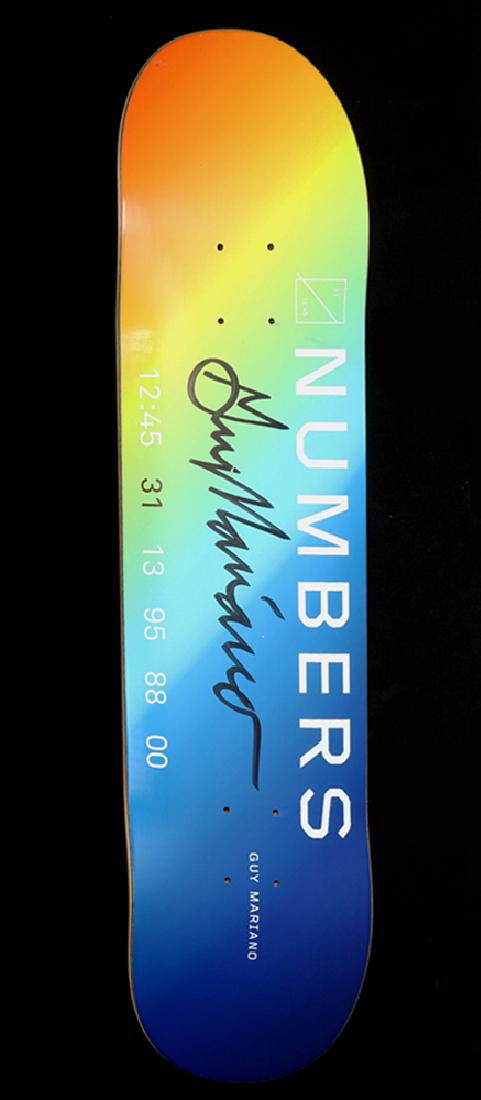 NUMBERS
Guy Mariano
12:45 31 13 95 88 00
GUY MARIANO